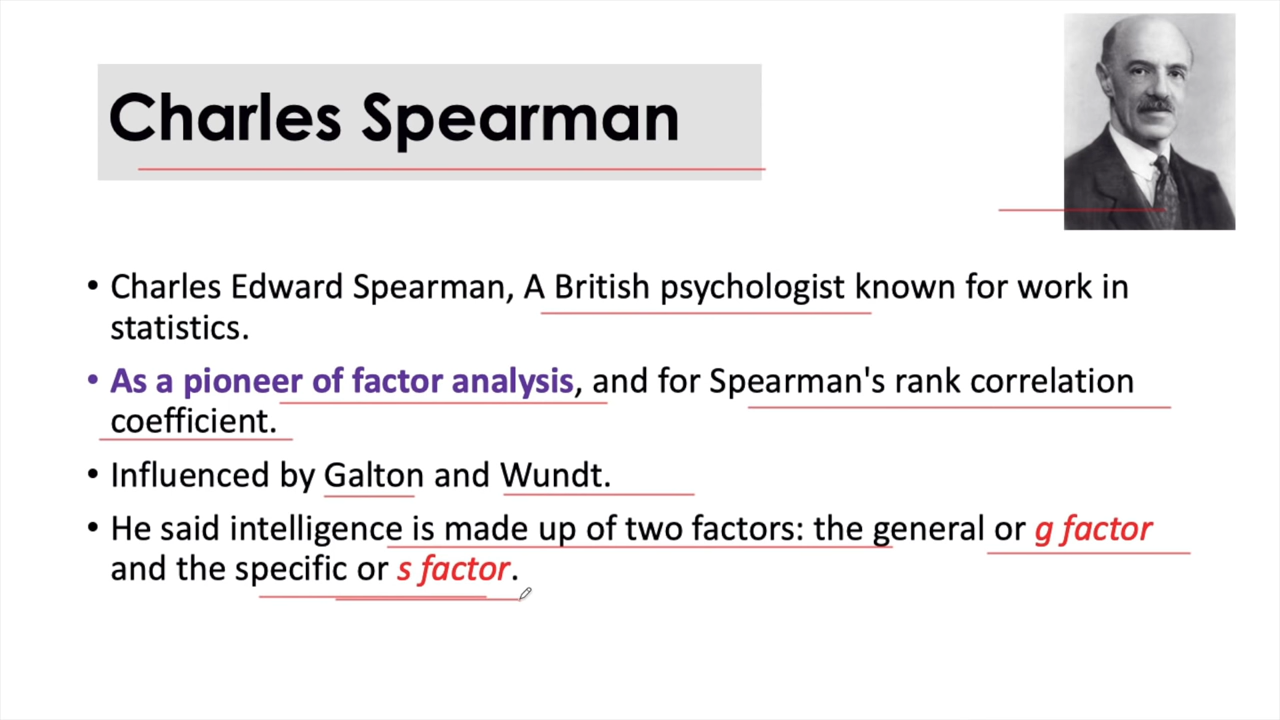 Charles Spearman
• Charles Edward Spearman, A British psychologist known for work in
statistics.
• As a pioneer of factor analysis, and for Spearman's rank correlation
coefficient.
• Influenced by Galton and Wundt.
• He said intelligence is made up of two factors: the general or g factor
and the specific or s factor.